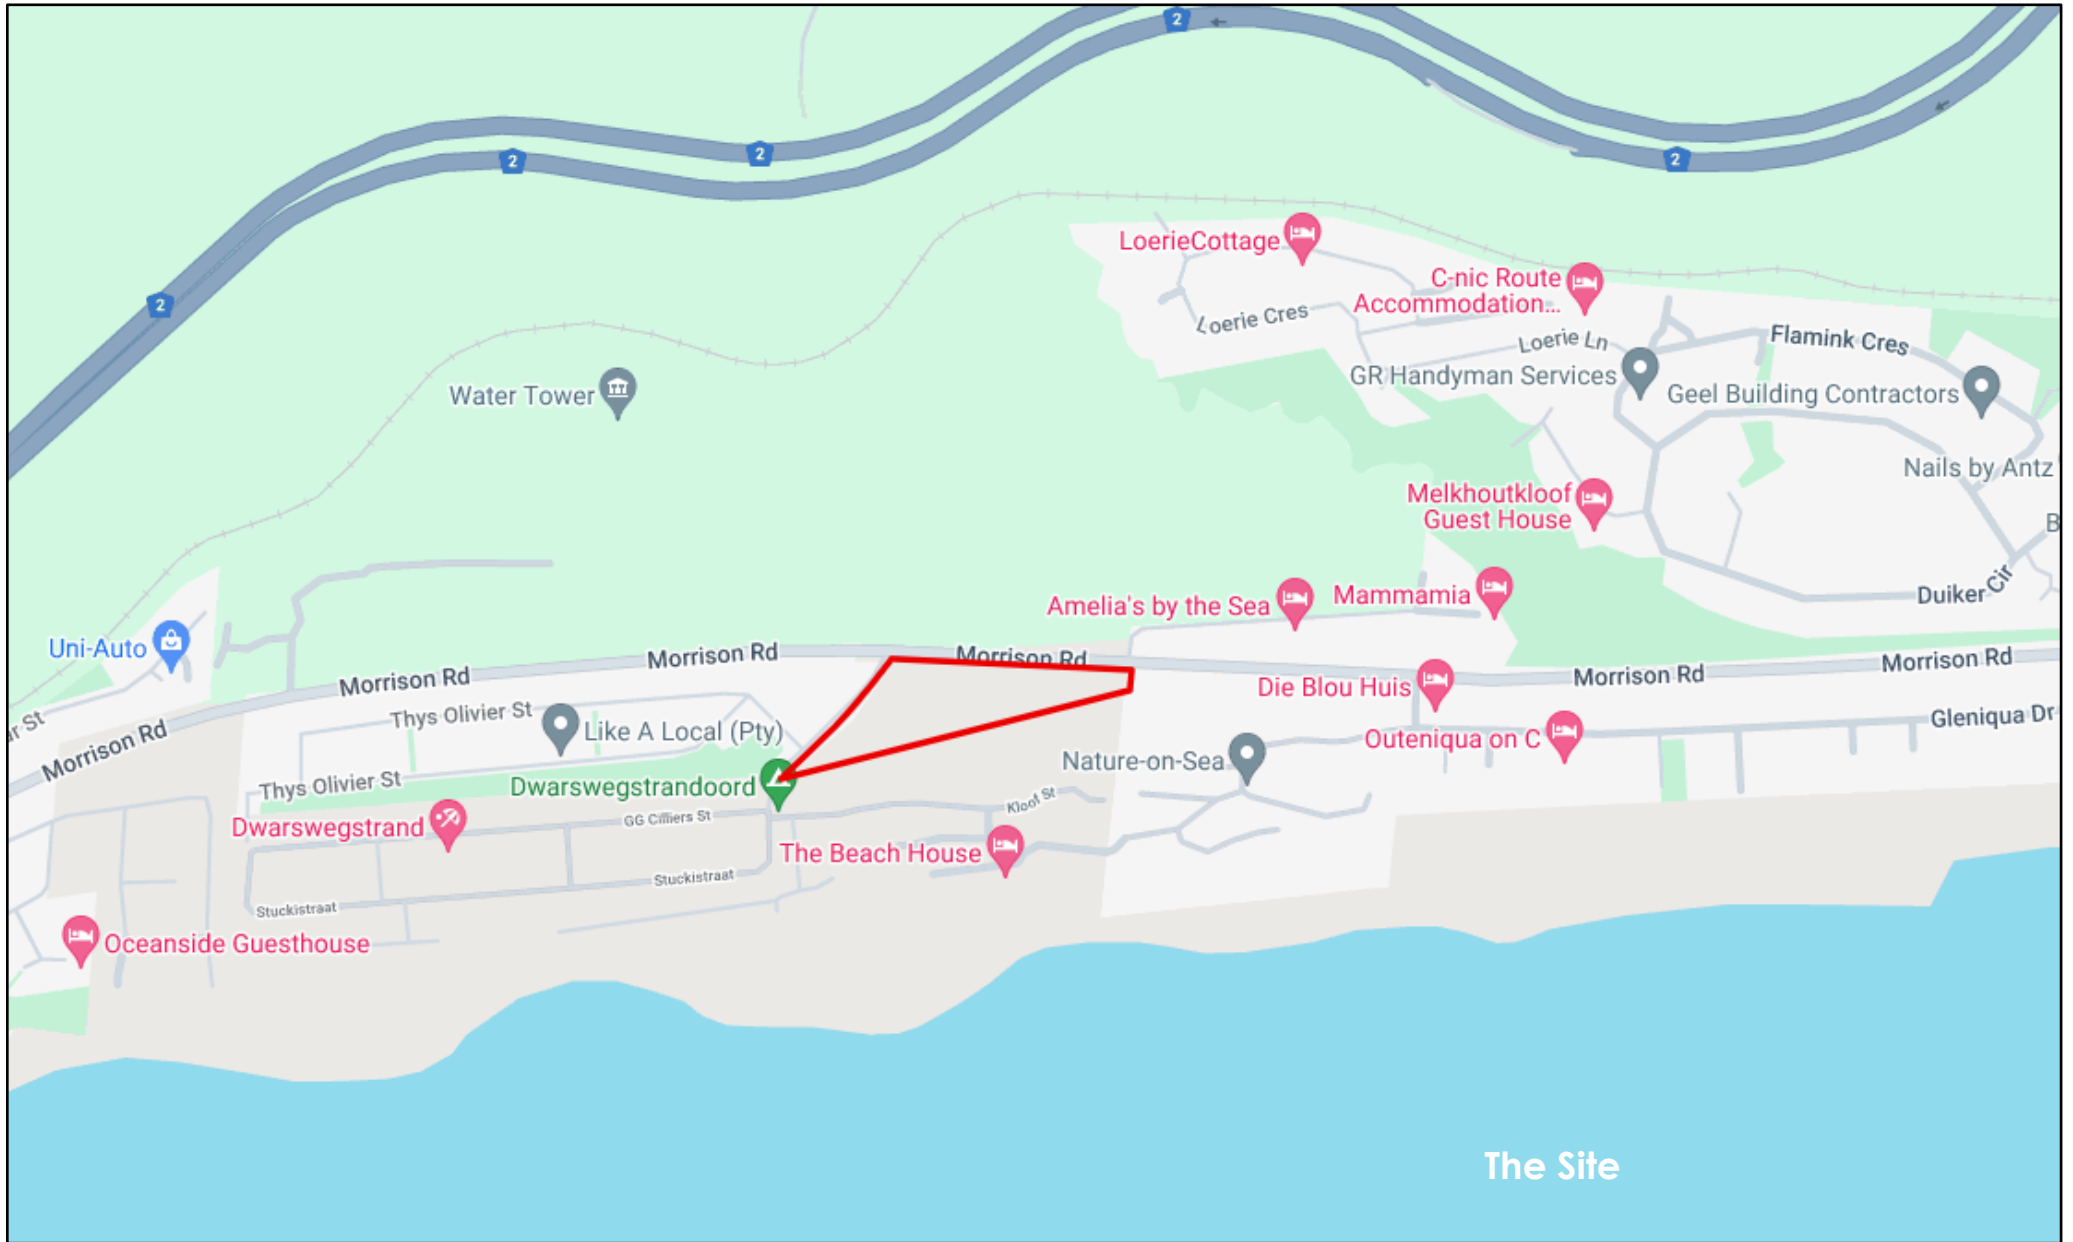 2
2
2
2
2
LoerieCottage
C-nic Route
Accommodation...
Loerie Cres
Loerie Ln
Flamink Cres
GR Handyman Services
Geel Building Contractors
Water Tower
Nails by Antz
Melkhoutkloof
Guest House
B
Duiker Cir
Amelia's by the Sea
Mammamia
Uni-Auto
Morrison Rd
Morrison Rd
Morrison Rd
Morrison Rd
Morrison Rd
Morrison Rd
Die Blou Huis
Thys Olivier St
Like A Local (Pty)
Gleniqua Dr
Outeniqua on C
ar St
Nature-on-Sea
Thys Olivier St
Dwarswegstrandoord
Kloof St
GG Cilliers St
Dwarswegstrand
The Beach House
Stuckistraat
Stuckistraat
Oceanside Guesthouse
The Site